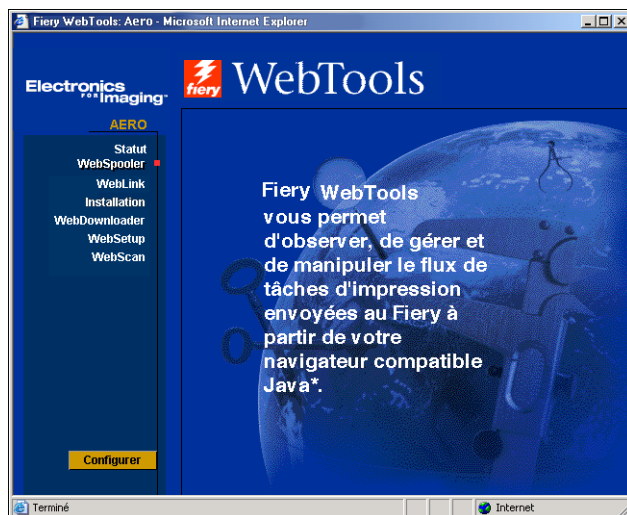 Fiery WebTools: Aero - Microsoft Internet Explorer
Electronics
FOR Imaging
fiery
WebTools
AERO
Statut
WebSpooler
WebLink
Installation
WebDownloader
WebSetup
WebScan
Configurer
Fiery WebTools
vous permet
d'observer, de gérer et
de manipuler le flux de
tâches d'impression
envoyées au Fiery à
partir de votre
navigateur compatible
Java*.
Terminé
Internet